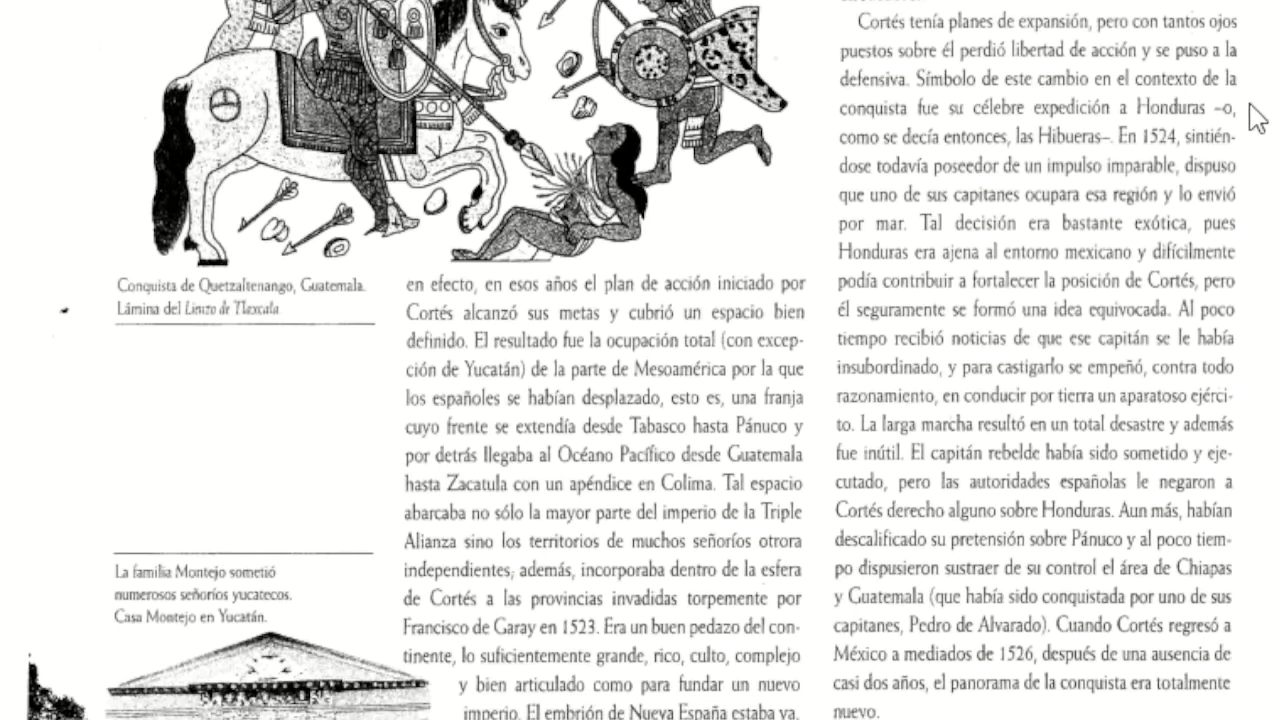 Conquista de Quetzaltenango, Guatemala.
Lámina del Lienzo de Tlaxcala
La familia Montejo sometió
numerosos señoríos yucatecos.
Casa Montejo en Yucatán.
en efecto, en esos años el plan de acción iniciado por
Cortés alcanzó sus metas y cubrió un espacio bien
definido. El resultado fue la ocupación total (con excep-
ción de Yucatán) de la parte de Mesoamérica por la que
los españoles se habían desplazado, esto es, una franja
cuyo frente se extendía desde Tabasco hasta Pánuco y
por detrás llegaba al Océano Pacífico desde Guatemala
hasta Zacatula con un apéndice en Colima. Tal espacio
abarcaba no sólo la mayor parte del imperio de la Triple
Alianza sino los territorios de muchos señoríos otrora
independientes; además, incorporaba dentro de la esfera
de Cortés a las provincias invadidas torpemente por
Francisco de Garay en 1523. Era un buen pedazo del con-
tinente, lo suficientemente grande, rico, culto, complejo
y bien articulado como para fundar un nuevo
imperio. El embrión de Nueva España estaba ya.
Cortés tenía planes de expansión, pero con tantos ojos
puestos sobre él perdió libertad de acción y se puso a la
defensiva. Símbolo de este cambio en el contexto de la
conquista fue su célebre expedición a Honduras –o,
como se decía entonces, las Hibueras–. En 1524, sintién-
dose todavía poseedor de un impulso imparable, dispuso
que uno de sus capitanes ocupara esa región y lo envió
por mar. Tal decisión era bastante exótica, pues
Honduras era ajena al entorno mexicano y difícilmente
podía contribuir a fortalecer la posición de Cortés, pero
él seguramente se formó una idea equivocada. Al poco
tiempo recibió noticias de que ese capitán se le había
insubordinado, y para castigarlo se empeñó, contra todo
razonamiento, en conducir por tierra un aparatoso ejérci-
to. La larga marcha resultó en un total desastre y además
fue inútil. El capitán rebelde había sido sometido y eje-
cutado, pero las autoridades españolas le negaron a
Cortés derecho alguno sobre Honduras. Aun más, habían
descalificado su pretensión sobre Pánuco y al poco tiem-
po dispusieron sustraer de su control el área de Chiapas
y Guatemala (que había sido conquistada por uno de sus
capitanes, Pedro de Alvarado). Cuando Cortés regresó a
México a mediados de 1526, después de una ausencia de
casi dos años, el panorama de la conquista era totalmente
nuevo.